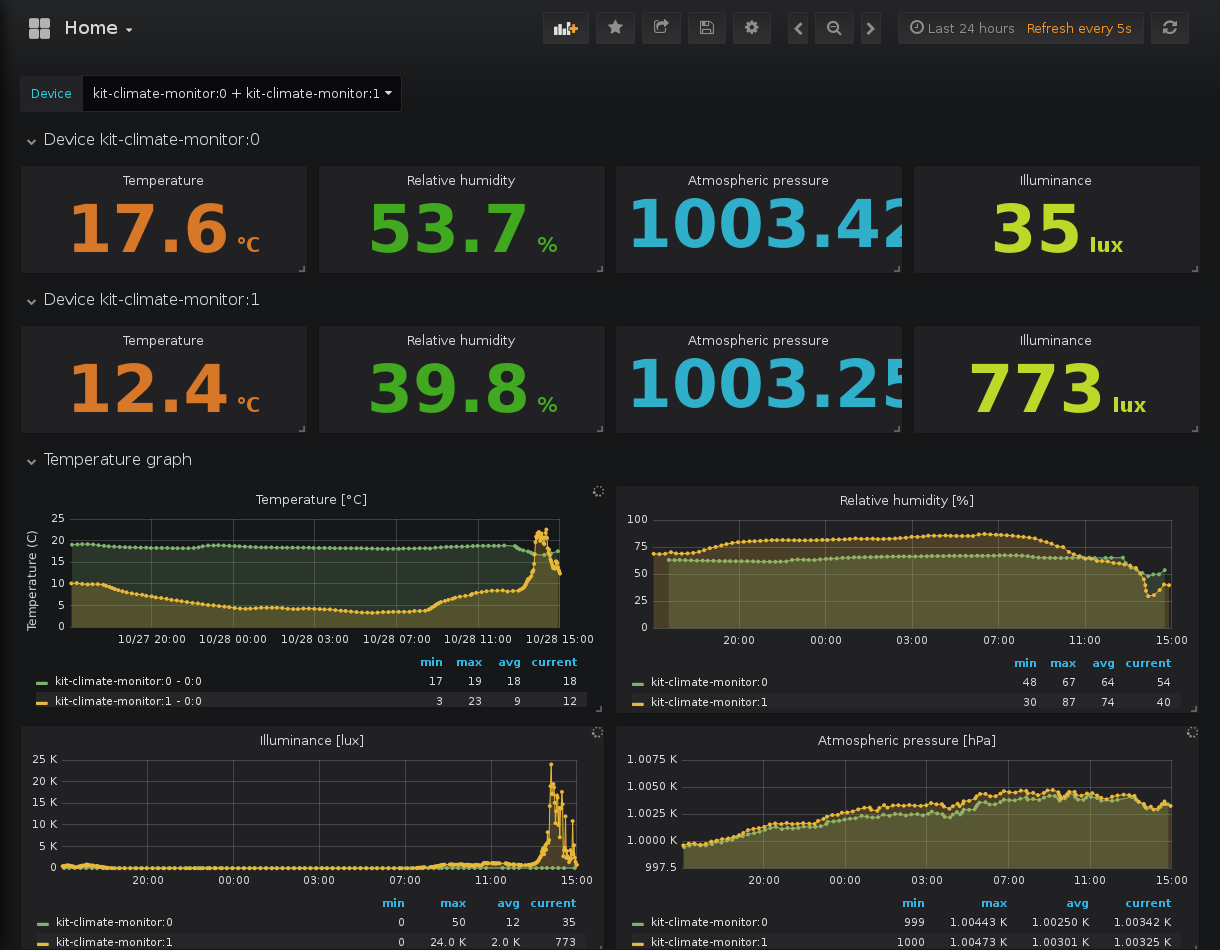 Home
Last 24 hours Refresh every 5s
Device kit-climate-monitor:0 + kit-climate-monitor:1
Device kit-climate-monitor:0
Temperature Relative humidity Atmospheric pressure Illuminance
17.6 °C 53.7 % 1003.42 35 lux
Device kit-climate-monitor:1
Temperature Relative humidity Atmospheric pressure Illuminance
12.4 °C 39.8 % 1003.25 773 lux
Temperature graph
Temperature [°C]
Temperature (C)
25
20
15
10
5
0
10/27 20:00 10/28 00:00 10/28 03:00 10/28 07:00 10/28 11:00 10/28 15:00
min max avg current
kit-climate-monitor:0 - 0:0 17 19 18 18
kit-climate-monitor:1 - 0:0 3 23 9 12
Relative humidity [%]
100
75
50
25
0
20:00 00:00 03:00 07:00 11:00 15:00
min max avg current
kit-climate-monitor:0 48 67 64 54
kit-climate-monitor:1 30 87 74 40
Illuminance [lux]
25 K
20 K
15 K
10 K
5 K
0
20:00 00:00 03:00 07:00 11:00 15:00
min max avg current
kit-climate-monitor:0 0 50 12 35
kit-climate-monitor:1 0 24.0 K 2.0 K 773
Atmospheric pressure [hPa]
1.0075 K
1.0050 K
1.0025 K
1.0000 K
997.5
20:00 00:00 03:00 07:00 11:00 15:00
min max avg current
kit-climate-monitor:0 999 1.00443 K 1.00250 K 1.00342 K
kit-climate-monitor:1 1000 1.00473 K 1.00301 K 1.00325 K